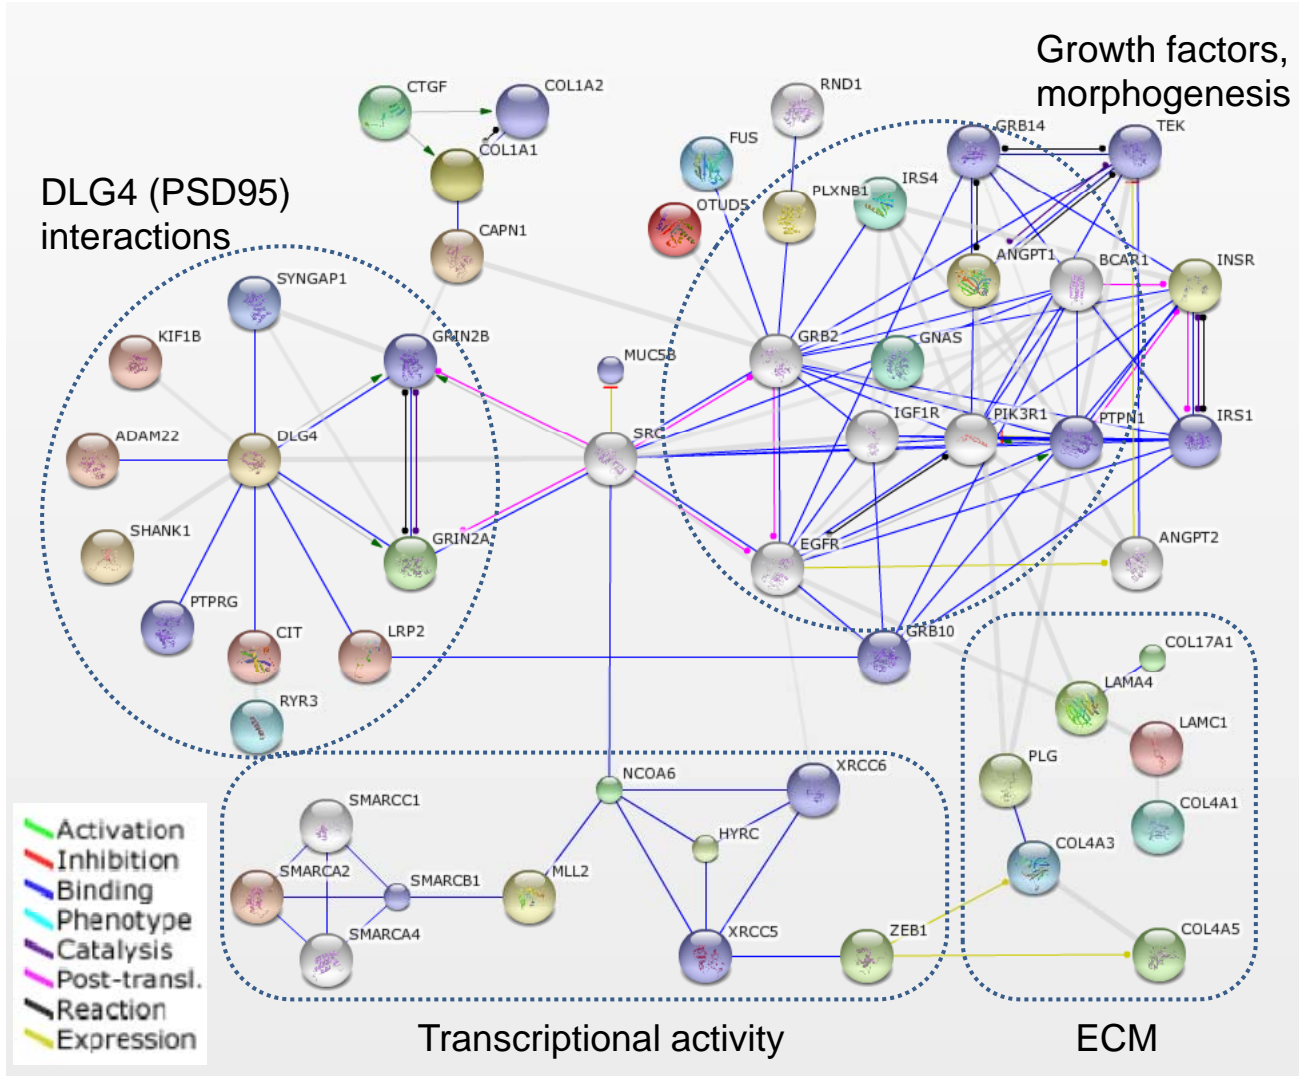 Growth factors,
morphogenesis
CTGF
COL1A2
RND1
GRB14
TEK
FUS
COL1A1
DLG4 (PSD95)
interactions
PLXNB1
IRS4
OTUD5
CAPN1
ANGPT1
BCAR1
INSR
SYNGAP1
KIF1B
GRIN2B
MUC5B
GRB2
GNAS
ADAM22
DLG4
SRC
IGF1R
PIK3R1
PTPN1
IRS1
SHANK1
GRIN2A
EGFR
ANGPT2
PTPRG
CIT
LRP2
GRB10
COL17A1
LAMA4
RYR3
LAMC1
PLG
NCOA6
XRCC6
SMARCC1
COL4A1
HYRC
COL4A3
Activation
Inhibition
Binding
Phenotype
Catalysis
Post-transl.
Reaction
Expression
SMARCA2
SMARCB1
MLL2
SMARCA4
XRCC5
ZEB1
COL4A5
Transcriptional activity
ECM